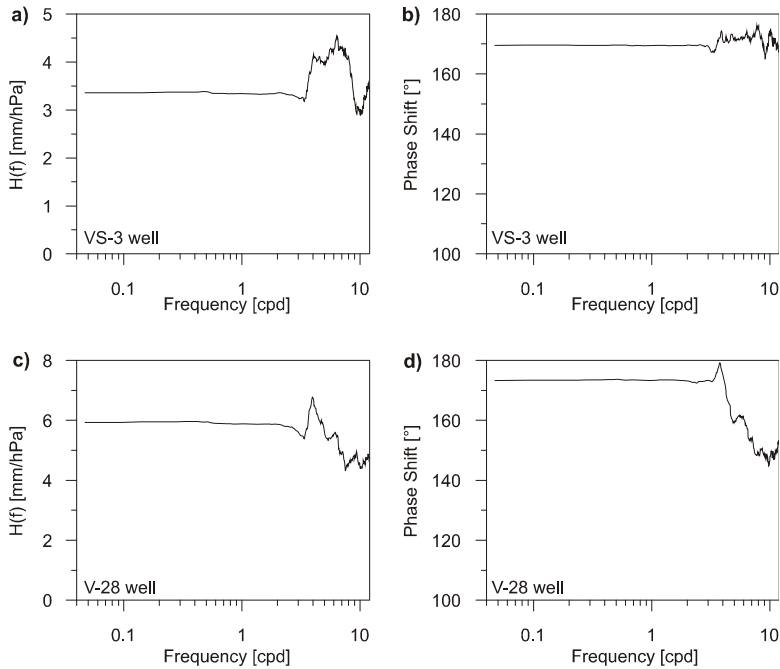 a)
5
4
3
2
1
0
H(f) [mm/hPa]
VS-3 well
0.1 1 10
Frequency [cpd]
b)
180
160
140
120
100
Phase Shift [°]
VS-3 well
0.1 1 10
Frequency [cpd]
c)
8
6
4
2
0
H(f) [mm/hPa]
V-28 well
0.1 1 10
Frequency [cpd]
d)
180
160
140
120
100
Phase Shift [°]
V-28 well
0.1 1 10
Frequency [cpd]